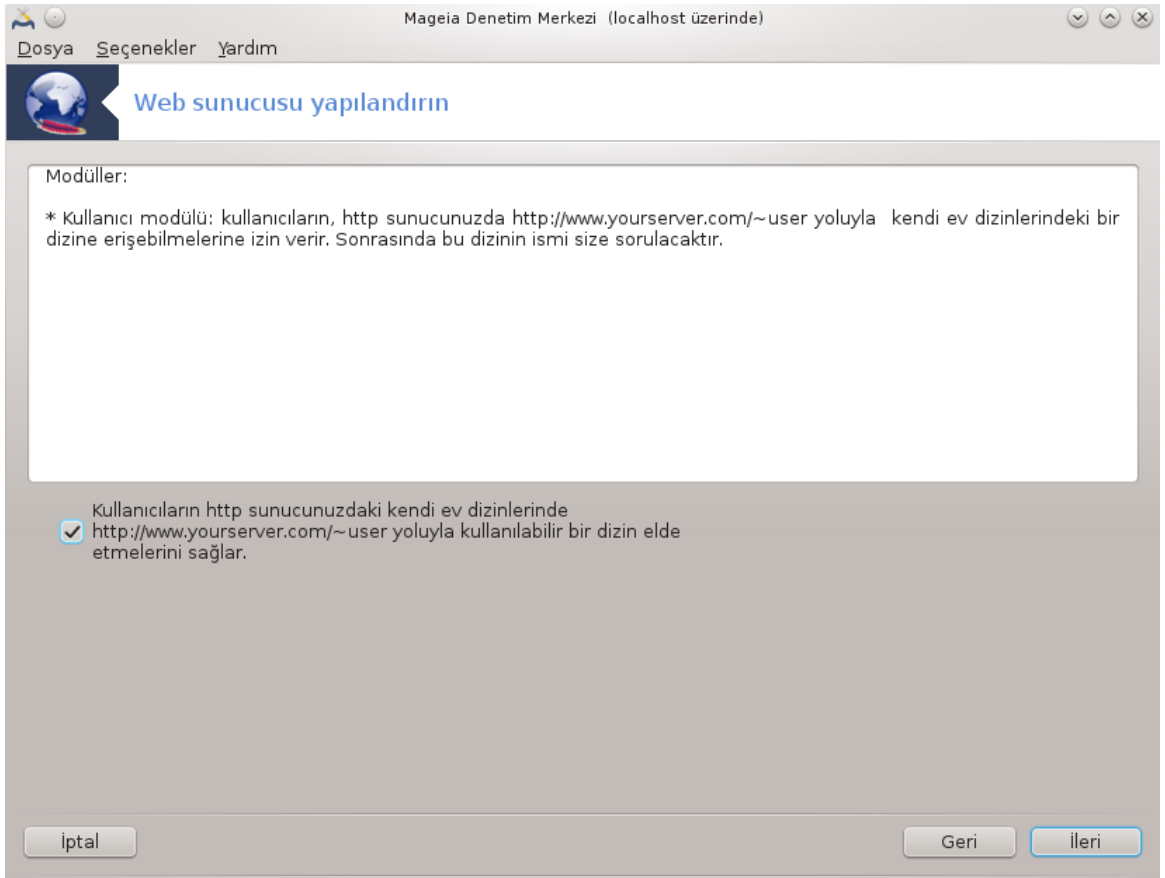 Mageia Denetim Merkezi (localhost üzerinde)
Dosya Seçenekler Yardım
Web sunucusu yapılandırın
Modüller:
* Kullanıcı modülü: kullanıcıların, http sunucunuzda http://www.yourserver.com/~user yoluyla kendi ev dizinlerindeki bir
dizine erişebilmelerine izin verir. Sonrasında bu dizinin ismi size sorulacaktır.
Kullanıcıların http sunucunuzdaki kendi ev dizinlerinde
http://www.yourserver.com/~user yoluyla kullanılabilir bir dizin elde
etmelerini sağlar.
İptal Geri İleri